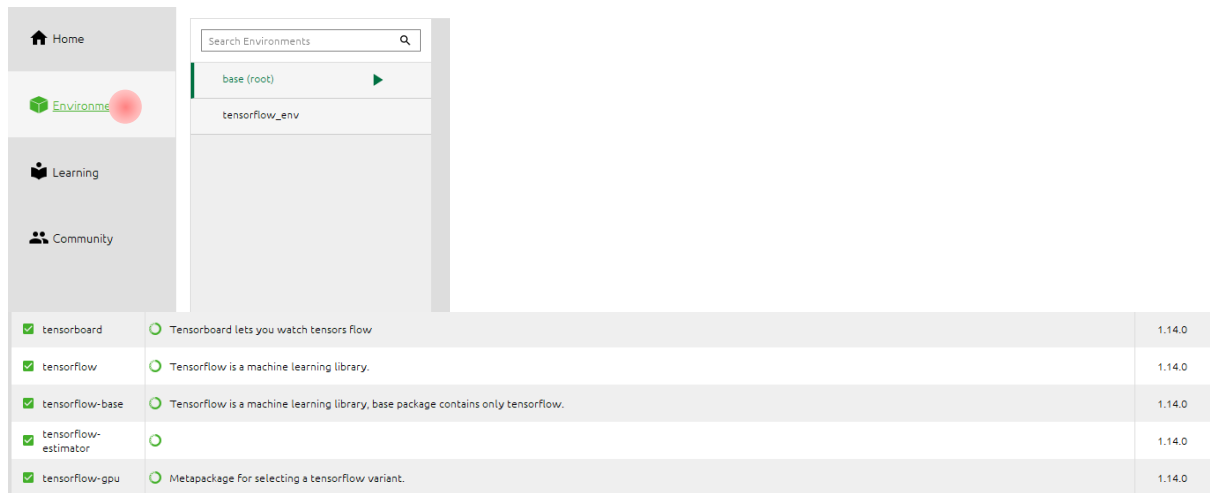 Home
Search Environments
base (root)
Environme
tensorflow_env
Learning
Community
tensorboard Tensorboard lets you watch tensors flow 1.14.0
tensorflow Tensorflow is a machine learning library. 1.14.0
tensorflow-base Tensorflow is a machine learning library, base package contains only tensorflow. 1.14.0
tensorflow-
estimator 1.14.0
tensorflow-gpu Metapackage for selecting a tensorflow variant. 1.14.0